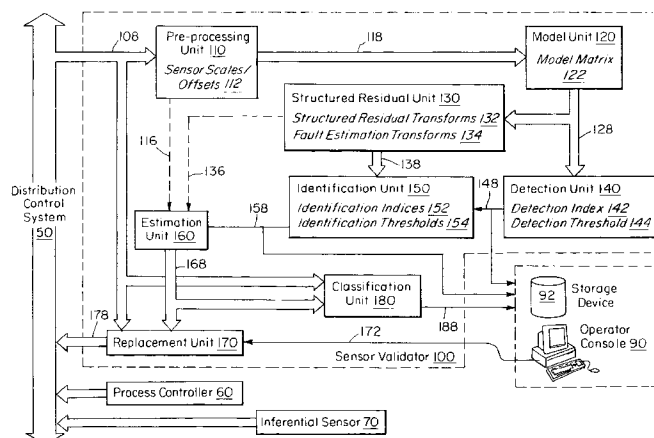 108
Pre-processing
Unit 110
Sensor Scales/
Offsets 112
118
Model Unit 120
Model Matrix
122
Structured Residual Unit 130
Structured Residual Transforms 132
Fault Estimation Transforms 134
128
116
136
138
Distribution
Control
System
50
Estimation
Unit 160
158
Identification Unit 150
Identification Indices 152
Identification Thresholds 154
148
Detection Unit 140
Detection Index 142
Detection Threshold 144
168
Classification
Unit 180
188
92
Storage
Device
178
Replacement Unit 170
172
Sensor Validator 100
Operator
Console 90
Process Controller 60
Inferential Sensor 70